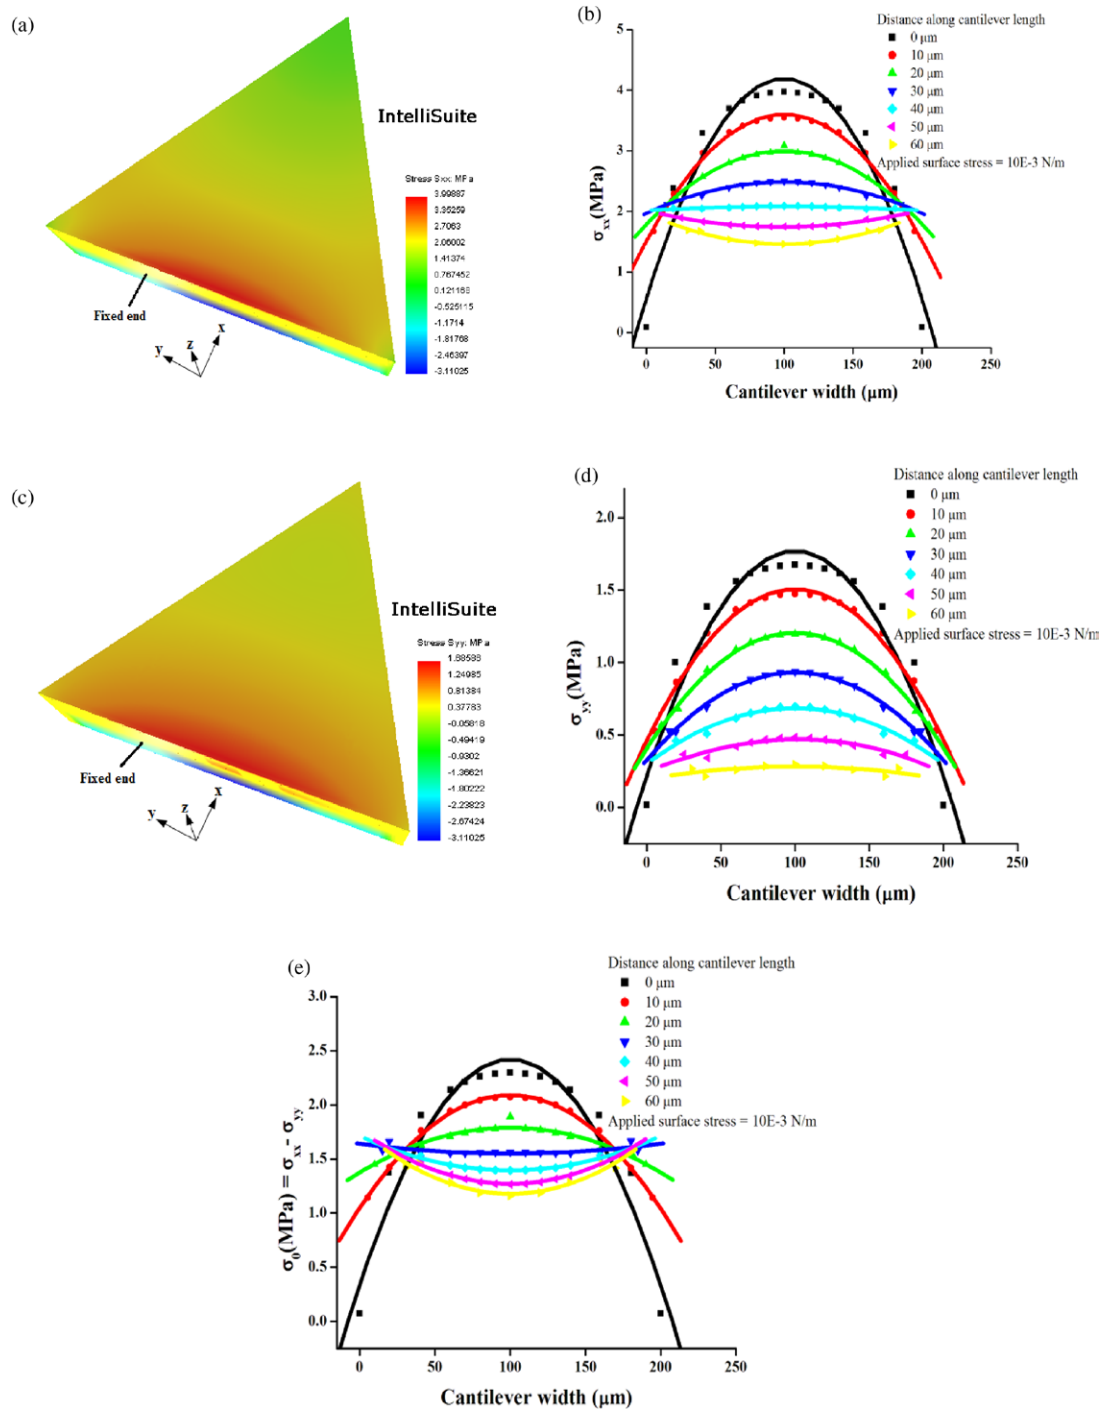 (a)
IntelliSuite
Stress Sxx: MPa
3.99887
3.35259
2.7063
2.06002
1.41374
0.767452
0.121168
-0.525115
-1.1714
-1.81768
-2.46397
-3.11025
Fixed end
x
y
z
(b)
Distance along cantilever length
0 μm
10 μm
20 μm
30 μm
40 μm
50 μm
60 μm
Applied surface stress = 10E-3 N/m
5
4
3
2
1
0
σxx(MPa)
0
50
100
150
200
250
Cantilever width (μm)
(c)
IntelliSuite
Stress Syy: MPa
1.68586
1.24985
0.81384
0.37783
-0.05818
-0.49419
-0.9302
-1.36621
-1.80222
-2.23823
-2.67424
-3.11025
Fixed end
x
y
z
(d)
Distance along cantilever length
0 μm
10 μm
20 μm
30 μm
40 μm
50 μm
60 μm
Applied surface stress = 10E-3 N/m
2.0
1.5
1.0
0.5
0.0
σyy(MPa)
0
50
100
150
200
250
Cantilever width (μm)
(e)
Distance along cantilever length
0 μm
10 μm
20 μm
30 μm
40 μm
50 μm
60 μm
Applied surface stress = 10E-3 N/m
3.0
2.5
2.0
1.5
1.0
0.5
0.0
σ0(MPa) = σxx - σyy
0
50
100
150
200
250
Cantilever width (μm)